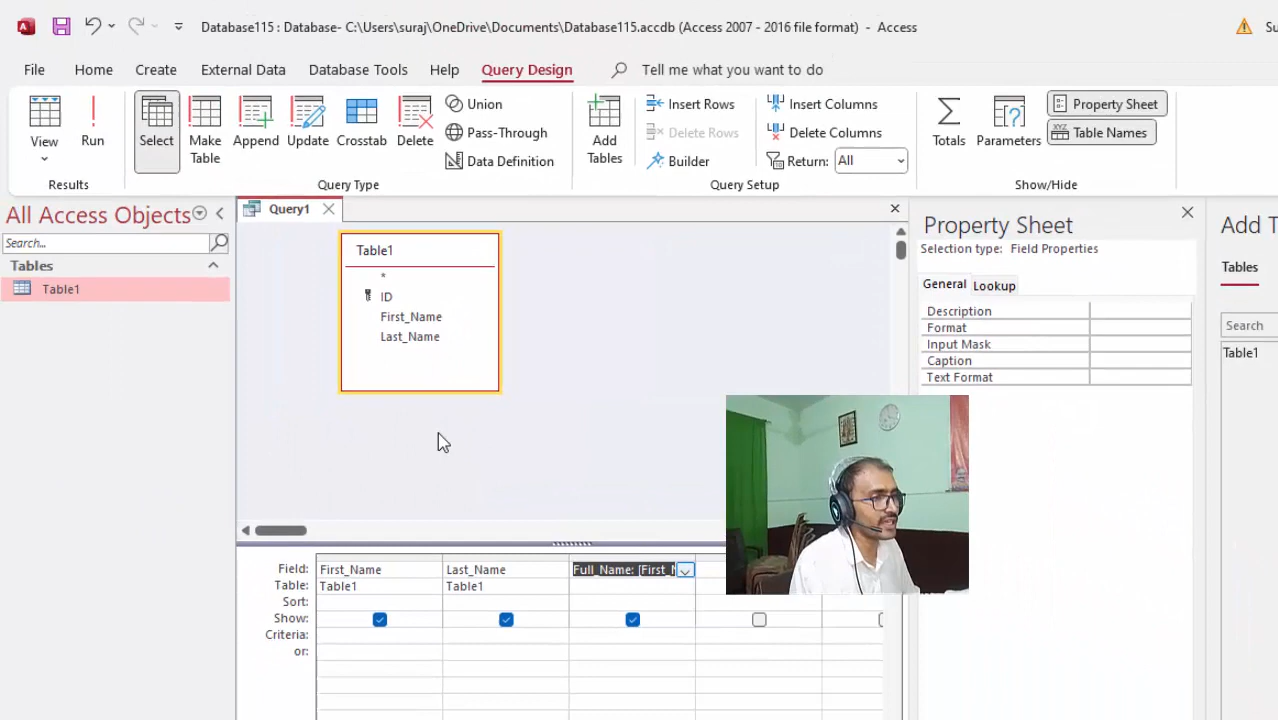 Database115 : Database- C:\Users\suraj\OneDrive\Documents\Database115.accdb (Access 2007 - 2016 file format) - Access
Su
File Home Create External Data Database Tools Help Query Design Tell me what you want to do
View
Run
Select
Make
Table
Append
Update
Crosstab
Delete
Union
Pass-Through
Data Definition
Add
Tables
Insert Rows
Delete Rows
Builder
Insert Columns
Delete Columns
Return: All
Totals
Parameters
Property Sheet
XYZ Table Names
Results Query Type Query Setup Show/Hide
All Access Objects
Search...
Tables
Table1
Query1
Table1
*
ID
First_Name
Last_Name
Property Sheet
Selection type: Field Properties
General Lookup
Description
Format
Input Mask
Caption
Text Format
Add T
Tables
Search
Table1
Field: First_Name Last_Name Full_Name: [First_
Table: Table1 Table1
Sort:
Show:
Criteria:
or: